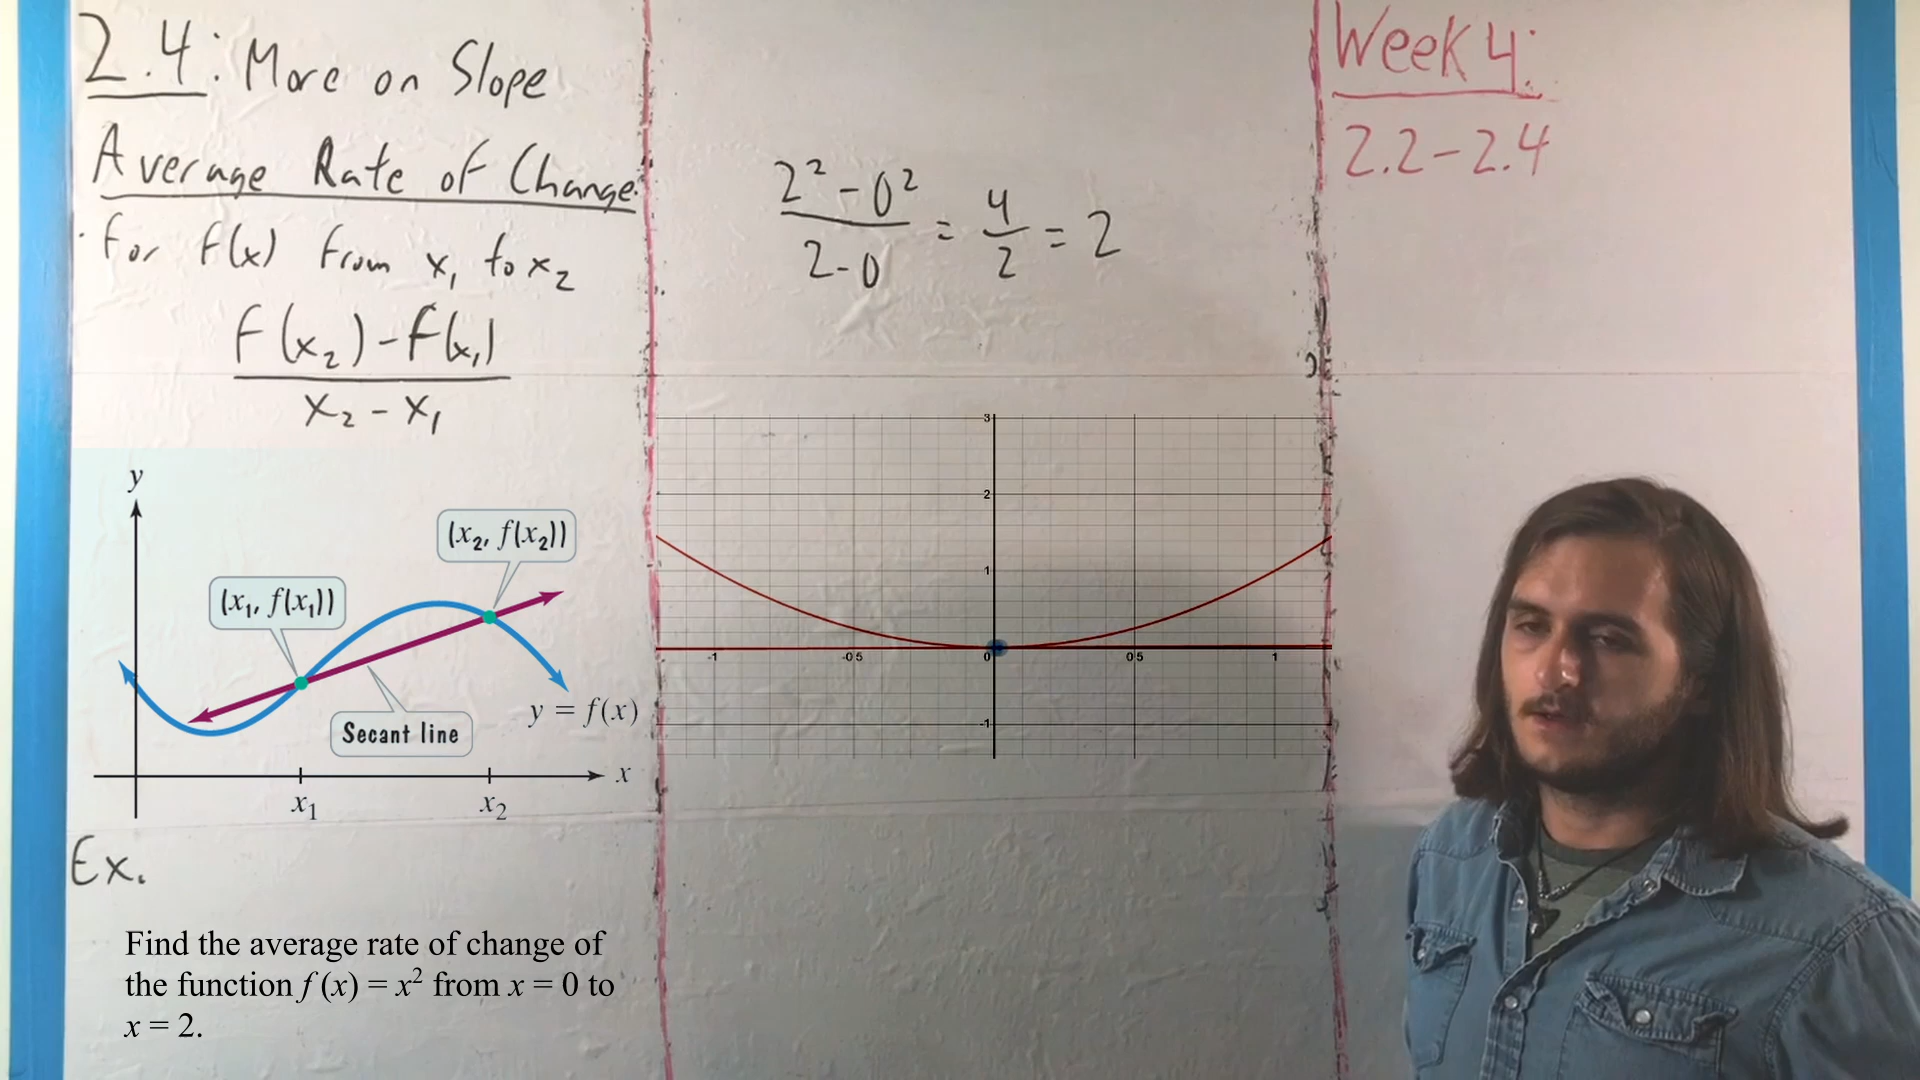 2.4: More on Slope
Average Rate of Change:
· For f(x) from x₁ to x₂
f(x₂) - f(x₁)
x₂ - x₁
y
(x₂, f(x₂))
(x₁, f(x₁))
y = f(x)
Secant line
x
x₁ x₂
Ex.
Find the average rate of change of
the function f (x) = x² from x = 0 to
x = 2.
2² - 0² = 4 = 2
2-0 2
3
2
1
-1 -0 5 0 0 5 1
-1
Week 4:
2.2-2.4